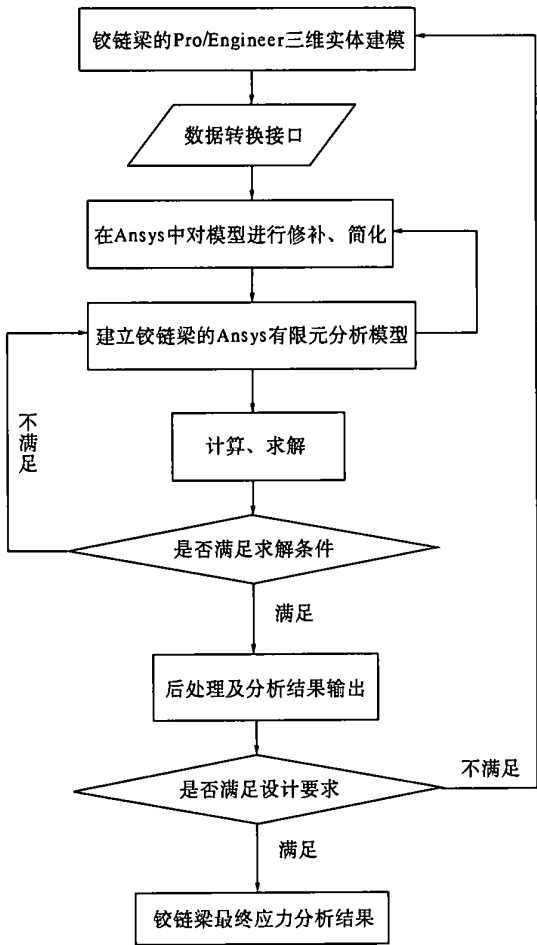 铰链梁的Pro/Engineer三维实体建模
数据转换接口
在Ansys中对模型进行修补、简化
建立铰链梁的Ansys有限元分析模型
不满足
计算、求解
是否满足求解条件
满足
后处理及分析结果输出
是否满足设计要求
不满足
满足
铰链梁最终应力分析结果